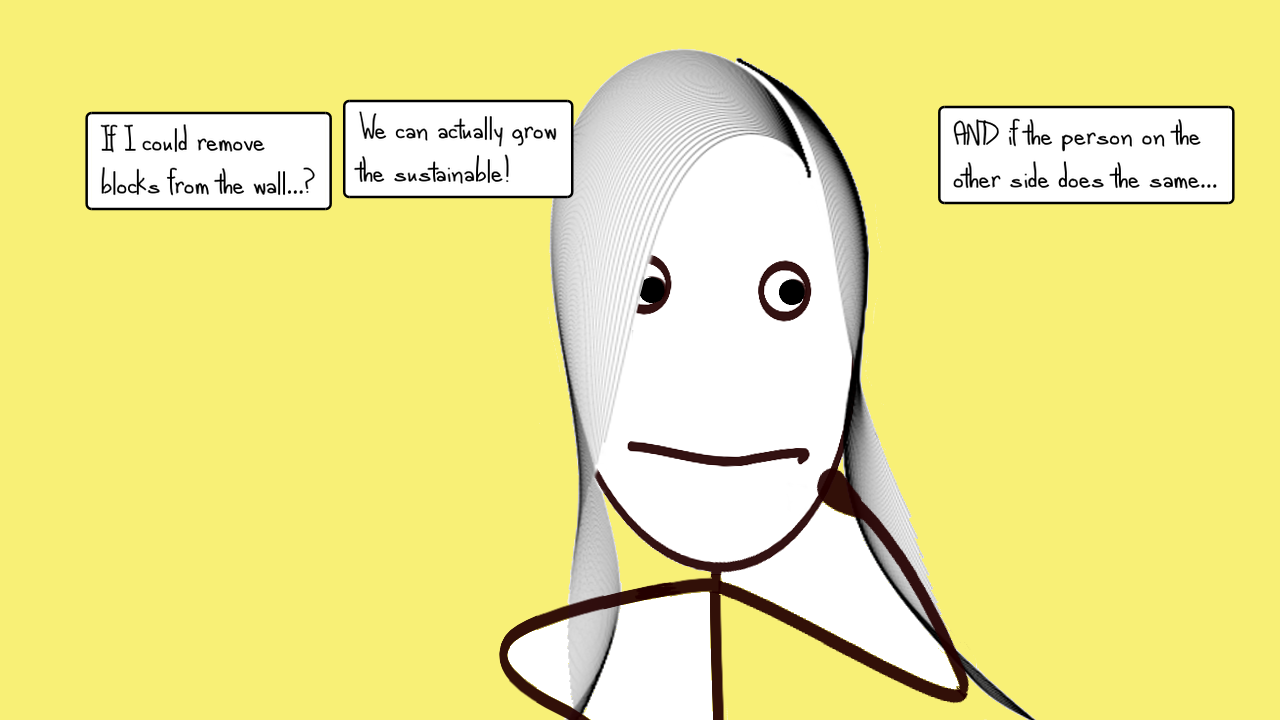 If I could remove
blocks from the wall...?
We can actually grow
the sustainable!
AND if the person on the
other side does the same...